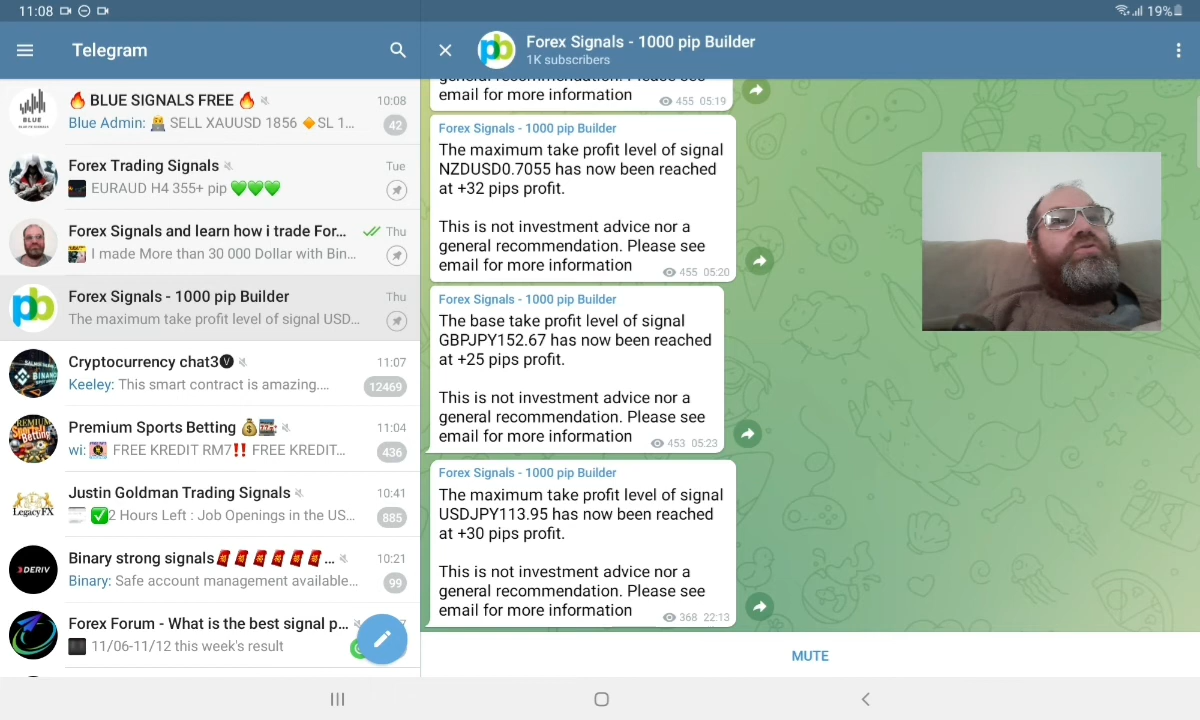 11:08
19%
Telegram
🔥 BLUE SIGNALS FREE 🔥
10:08
Blue Admin: 👨‍💻 SELL XAUUSD 1856 🔸SL 1...
42
BLUE
Forex Trading Signals
Tue
EURAUD H4 355+ pip 💚💚💚
Forex Signals and learn how i trade For...
Thu
I made More than 30 000 Dollar with Bin...
pb
Forex Signals - 1000 pip Builder
Thu
The maximum take profit level of signal USD...
Cryptocurrency chat3🅥
11:07
Keeley: This smart contract is amazing....
12469
BINANC
Premium Sports Betting 💰🎰
11:04
wi: FREE KREDIT RM7‼️ FREE KREDIT...
436
PREMIUM
Sports
Betting
Justin Goldman Trading Signals
10:41
✅2 Hours Left : Job Openings in the US...
885
LegacyFX
Binary strong signals🧧🧧🧧🧧🧧🧧...
10:21
Binary: Safe account management available...
99
DERIV
Forex Forum - What is the best signal p...
11/06-11/12 this week's result
pb
Forex Signals - 1000 pip Builder
1K subscribers
general recommendation. Please see
email for more information
455 05:19
Forex Signals - 1000 pip Builder
The maximum take profit level of signal
NZDUSD0.7055 has now been reached
at +32 pips profit.
This is not investment advice nor a
general recommendation. Please see
email for more information
455 05:20
Forex Signals - 1000 pip Builder
The base take profit level of signal
GBPJPY152.67 has now been reached
at +25 pips profit.
This is not investment advice nor a
general recommendation. Please see
email for more information
453 05:23
Forex Signals - 1000 pip Builder
The maximum take profit level of signal
USDJPY113.95 has now been reached
at +30 pips profit.
This is not investment advice nor a
general recommendation. Please see
email for more information
368 22:13
MUTE